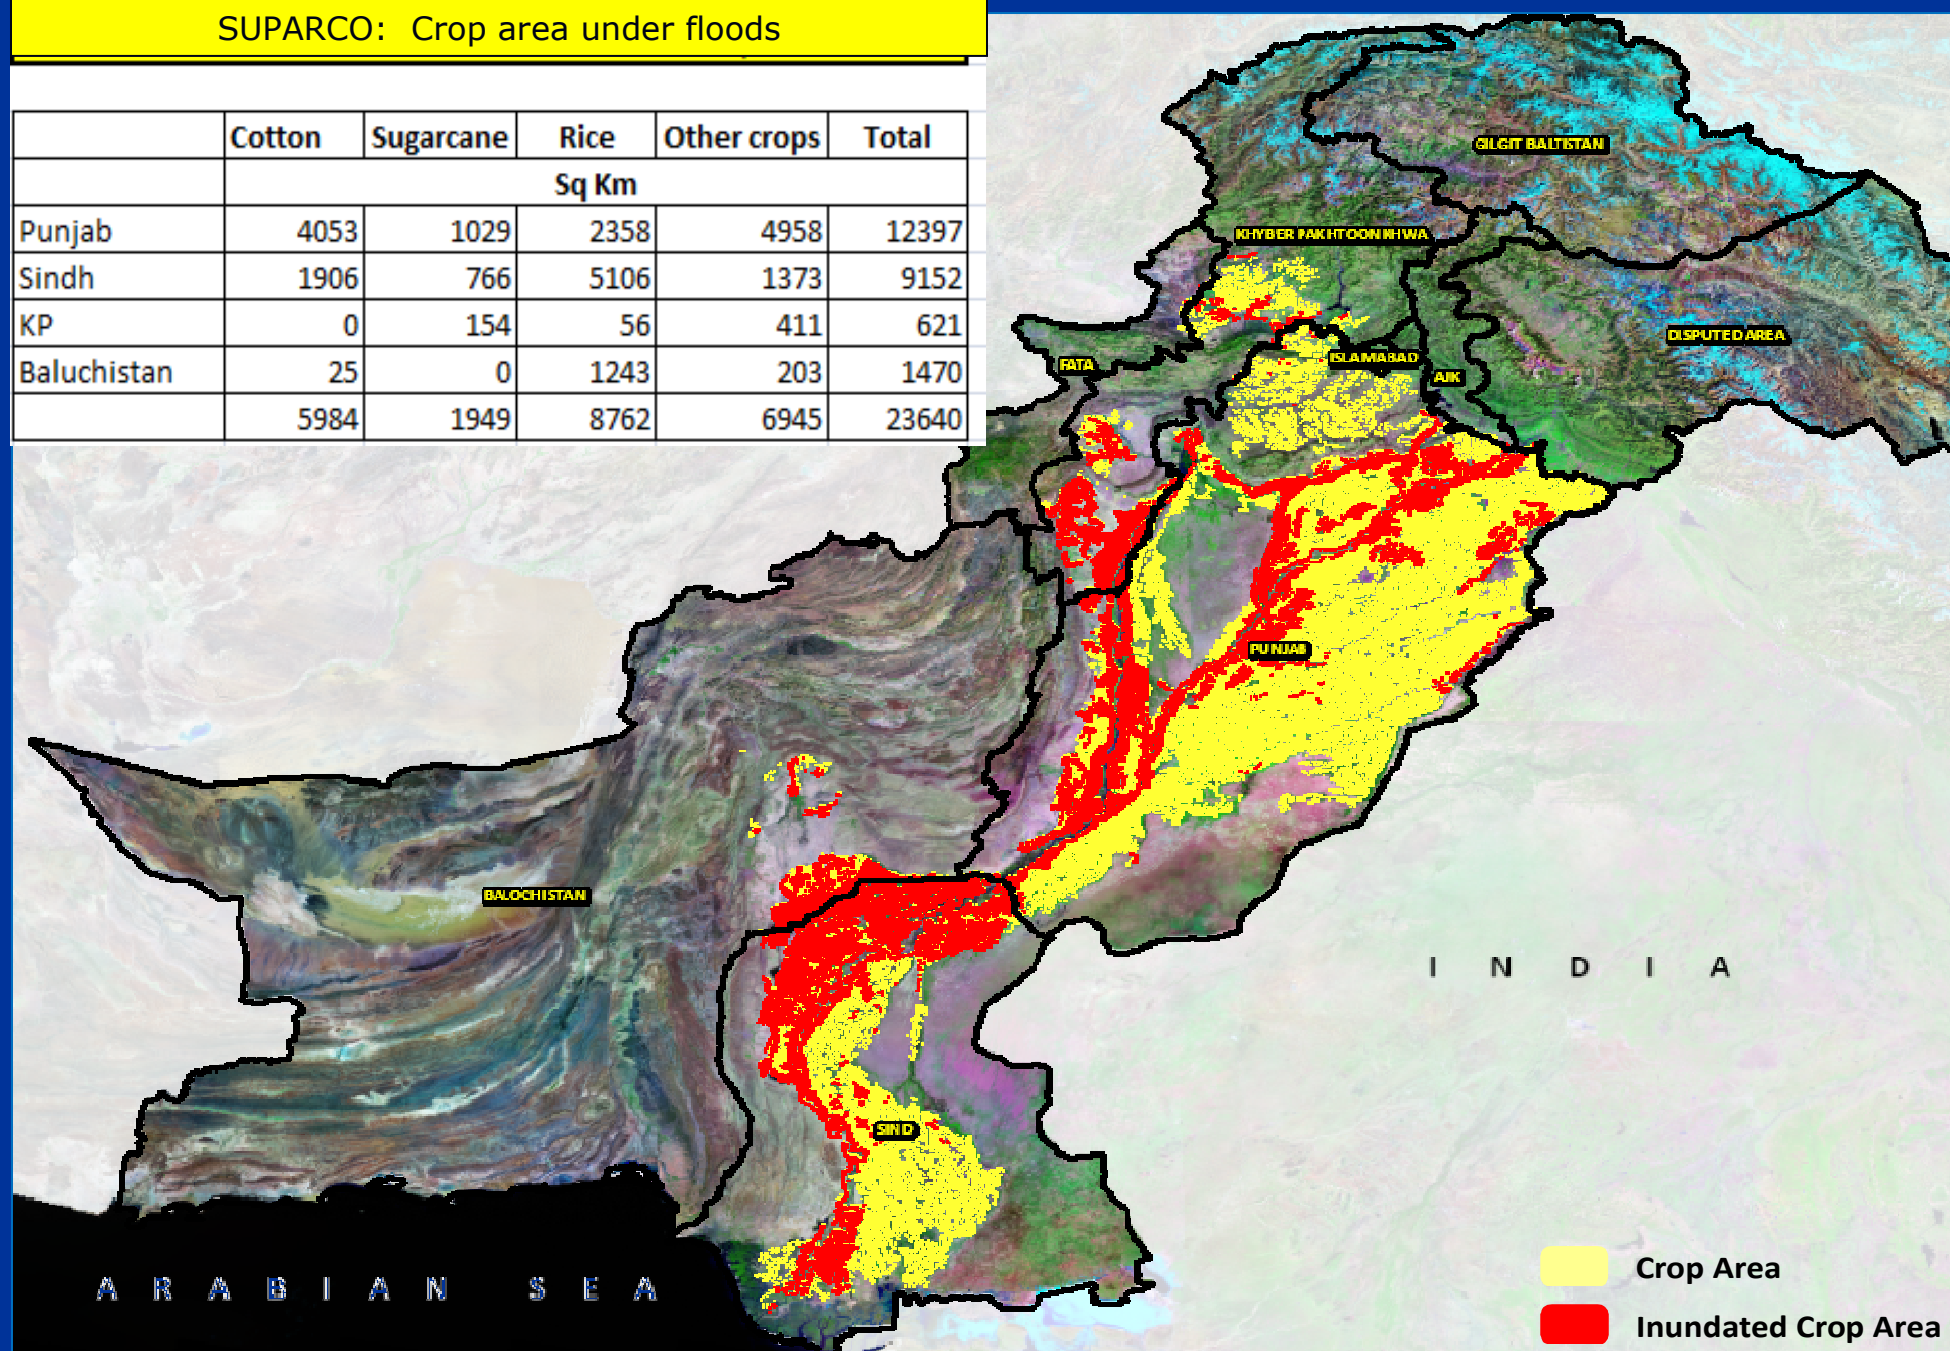 SUPARCO: Crop area under floods
Cotton Sugarcane Rice Other crops Total
Sq Km
Punjab 4053 1029 2358 4958 12397
Sindh 1906 766 5106 1373 9152
KP 0 154 56 411 621
Baluchistan 25 0 1243 203 1470
5984 1949 8762 6945 23640
GILGIT BALTISTAN
KHYBER PAKHTOONKHWA
DISPUTED AREA
ISLAMABAD
FATA
AJK
PUNJAB
BALOCHISTAN
INDIA
SIND
ARABIAN SEA
Crop Area
Inundated Crop Area